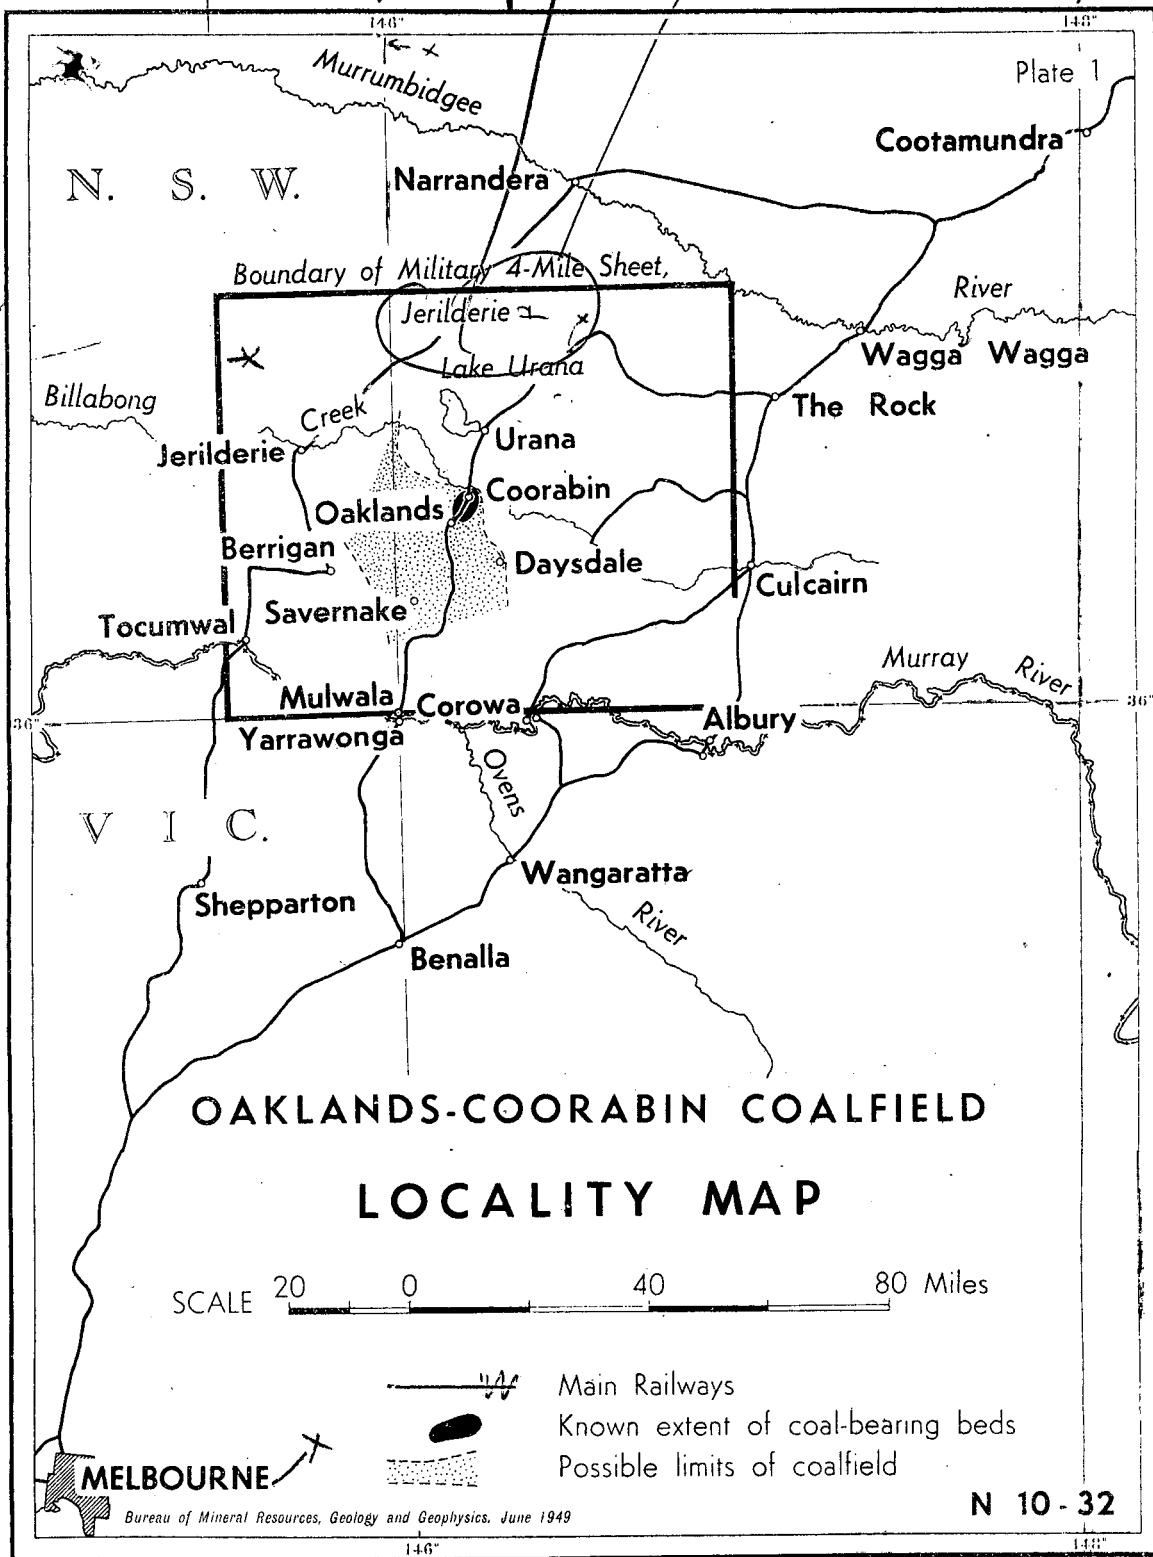 146° 148°
Plate 1
Murrumbidgee
Cootamundra
N. S. W.
Narrandera
Boundary of Military 4-Mile Sheet,
River
Jerilderie
Wagga Wagga
Lake Urana
Billabong
Creek
The Rock
Jerilderie
Urana
Coorabin
Oaklands
Berrigan
Daysdale
Culcairn
Savernake
Tocumwal
Murray River
Mulwala
Corowa
Albury
36° 36°
Yarrawonga
Ovens
V I C.
Wangaratta
Shepparton
River
Benalla
OAKLANDS-COORABIN COALFIELD
LOCALITY MAP
SCALE 20 0 40 80 Miles
Main Railways
Known extent of coal-bearing beds
Possible limits of coalfield
MELBOURNE
N 10-32
Bureau of Mineral Resources, Geology and Geophysics. June 1949
146° 148°